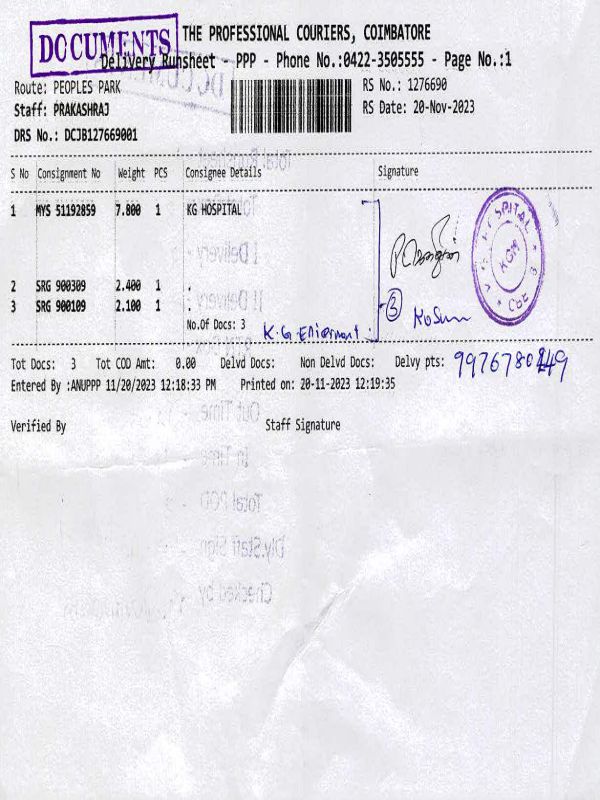 DOCUMENTS
THE PROFESSIONAL COURIERS, COIMBATORE
Delivery Runsheet - PPP - Phone No.:0422-3505555 - Page No.:1
Route: PEOPLES PARK RS No.: 1276690
Staff: PRAKASHRAJ RS Date: 20-Nov-2023
DRS No.: DCJB127669001
S No Consignment No Weight PCS Consignee Details Signature
1 MYS 51192859 7.800 1 KG HOSPITAL
2 SRG 900309 2.400 1 .
3 SRG 900109 2.100 1 .
3
No.Of Docs: 3
Tot Docs: 3 Tot COD Amt: 0.00 Delvd Docs: Non Delvd Docs: Delvy pts:
Entered By :ANUPPP 11/20/2023 12:18:33 PM Printed on: 20-11-2023 12:19:35
Verified By Staff Signature
Total Runsheet
I Delivery
II Delivery
Out Time
In Time
Total POD
Dly.Staff Sign
Checked by